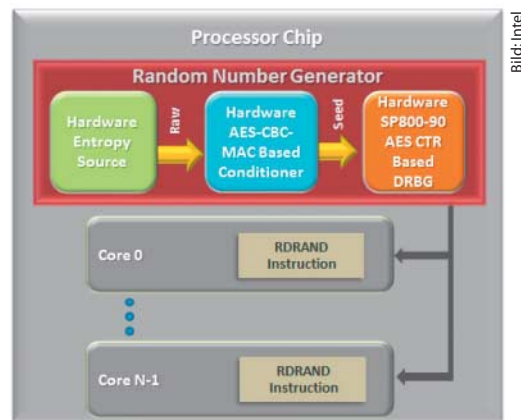 Processor Chip
Random Number Generator
Hardware
Entropy
Source
Raw
Hardware
AES-CBC-
MAC Based
Conditioner
Seed
Hardware
SP800-90
AES CTR
Based
DRBG
Core 0
RDRAND
Instruction
Core N-1
RDRAND
Instruction
Bild: Intel